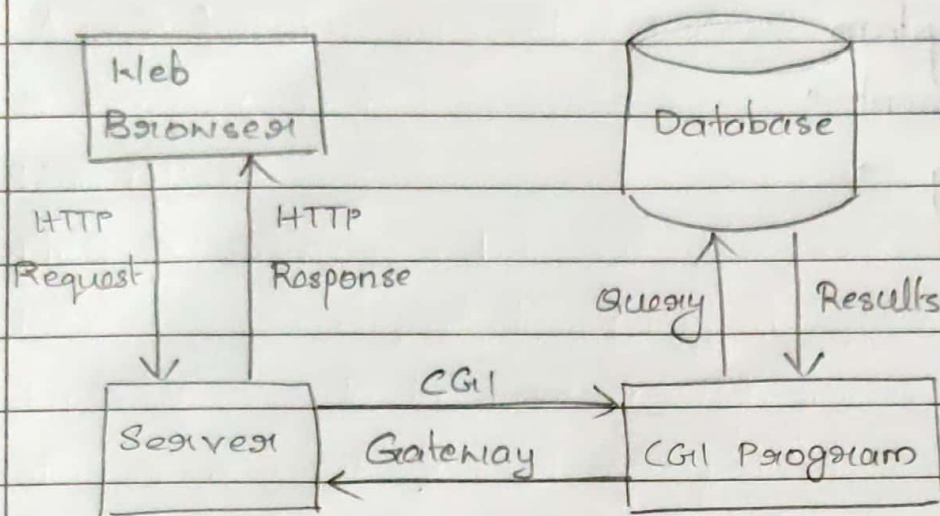 Web
Browser
Database
HTTP
Request
HTTP
Response
Query
Results
CGI
Server
Gateway
CGI Program